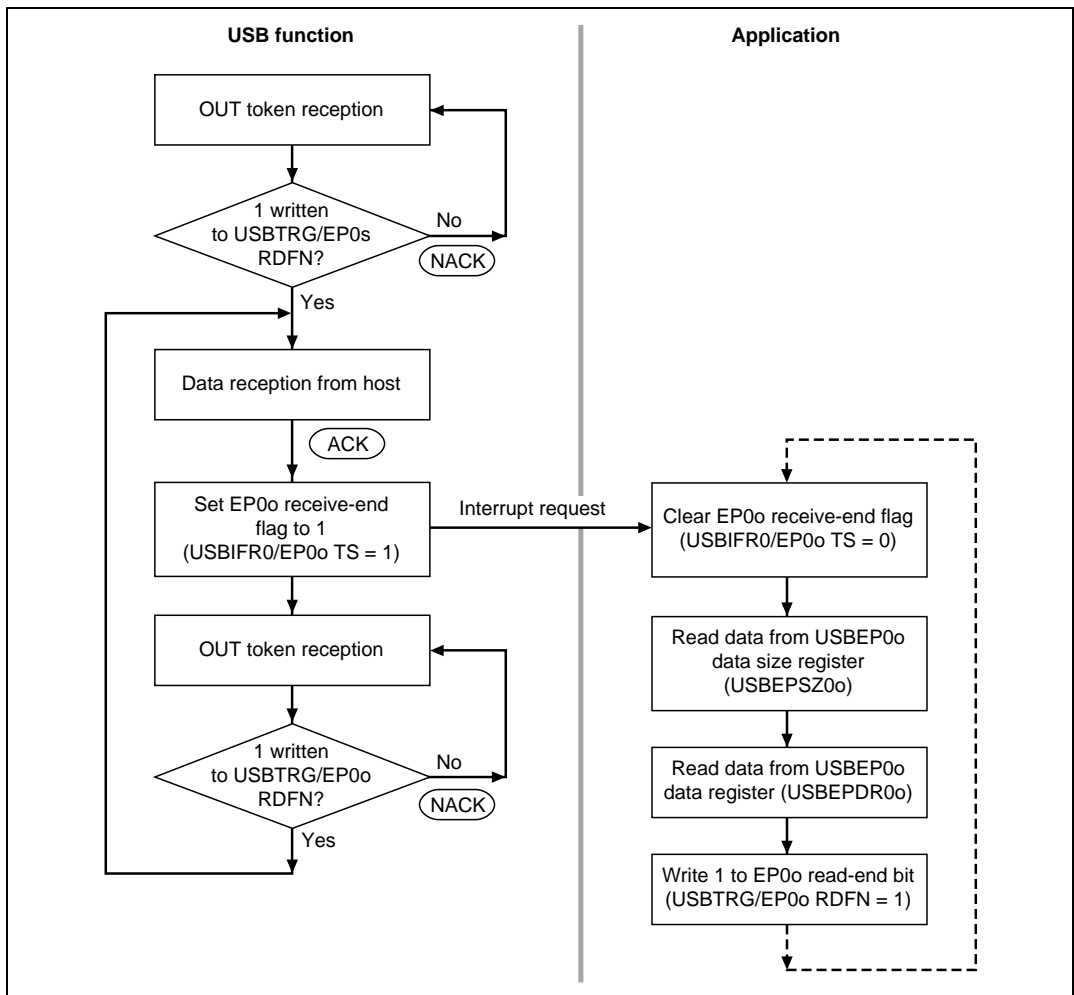 USB function
Application
OUT token reception
1 written
to USBTRG/EP0s
RDFN?
No
NACK
Yes
Data reception from host
ACK
Set EP0o receive-end
flag to 1
(USBIFR0/EP0o TS = 1)
Interrupt request
Clear EP0o receive-end flag
(USBIFR0/EP0o TS = 0)
OUT token reception
Read data from USBEP0o
data size register
(USBEPSZ0o)
1 written
to USBTRG/EP0o
RDFN?
No
NACK
Yes
Read data from USBEP0o
data register (USBEPDR0o)
Write 1 to EP0o read-end bit
(USBTRG/EP0o RDFN = 1)